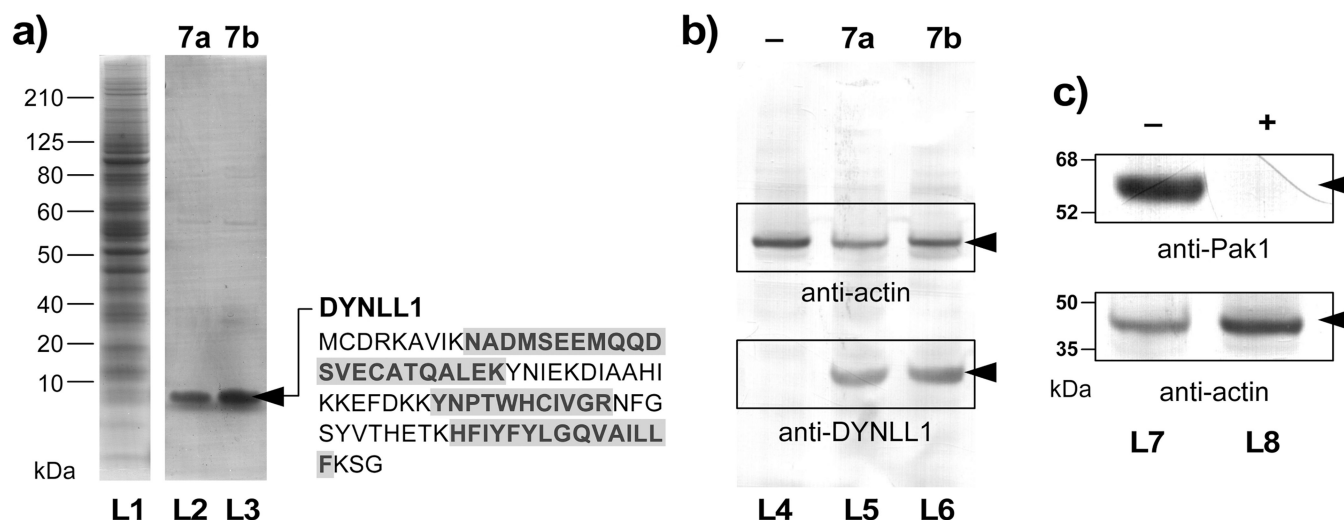 a)
7a 7b
210
125
80
60
50
40
20
10
kDa
L1 L2 L3
DYNLL1
MCDRKAVIKNADMSEEMQQD
SVECATQALEKYNIEKDIAAHI
KKEFDKKYNPTWHCIVGRNFG
SYVTHETKHFIYFYLGQVAILL
FKSG
b)
– 7a 7b
anti-actin
anti-DYNLL1
L4 L5 L6
c)
– +
68
52
anti-Pak1
50
35
kDa
anti-actin
L7 L8